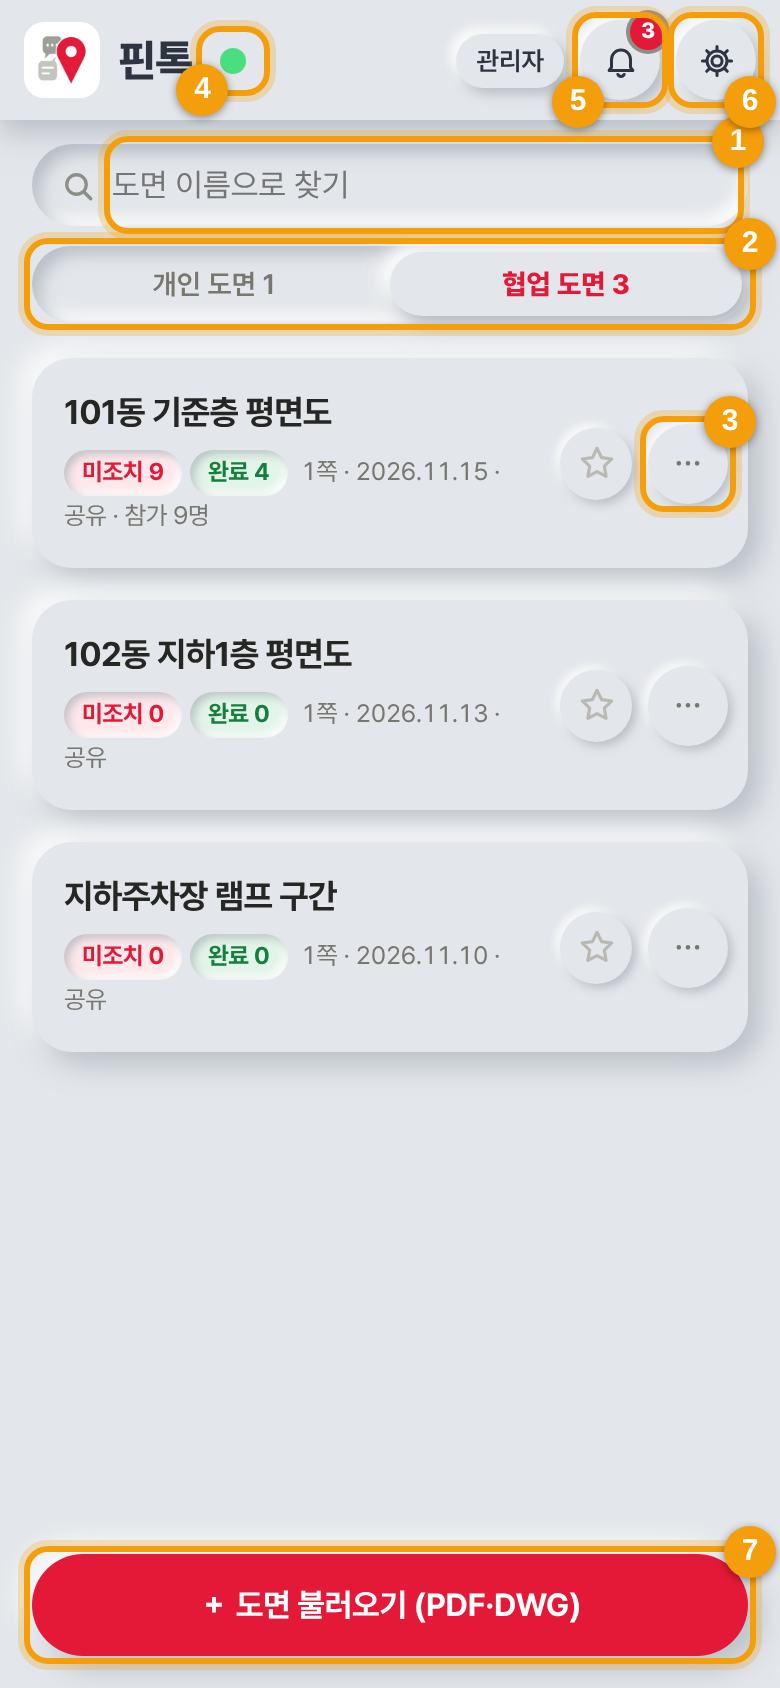 핀톡
4
관리자
3
5
6
1
도면 이름으로 찾기
2
개인 도면 1
협업 도면 3
101동 기준층 평면도
3
미조치 9 완료 4 1쪽 · 2026.11.15 ·
공유 · 참가 9명
102동 지하1층 평면도
미조치 0 완료 0 1쪽 · 2026.11.13 ·
공유
지하주차장 램프 구간
미조치 0 완료 0 1쪽 · 2026.11.10 ·
공유
7
+ 도면 불러오기 (PDF·DWG)